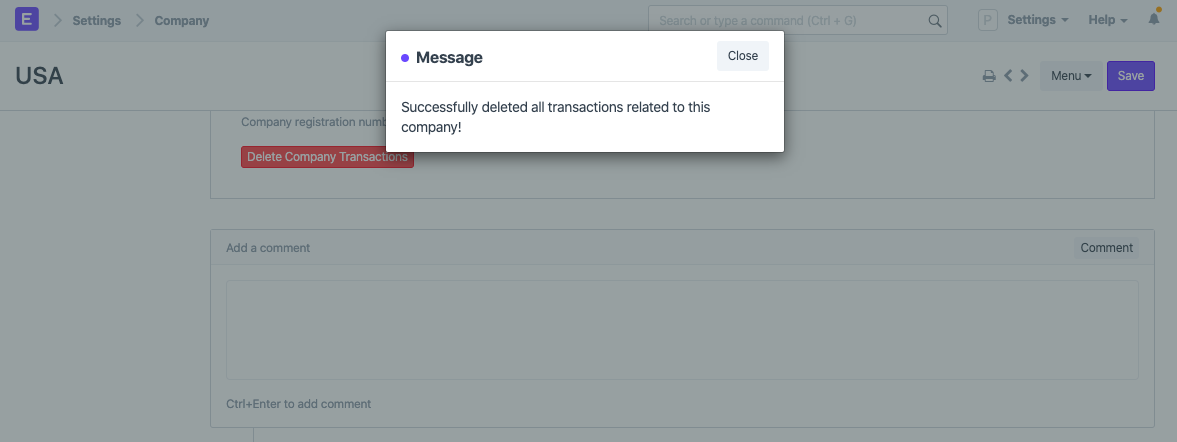 E
Settings
Company
Search or type a command (Ctrl + G)
P
Settings
Help
USA
Menu
Save
Message
Close
Successfully deleted all transactions related to this
company!
Company registration numb
Delete Company Transactions
Add a comment
Comment
Ctrl+Enter to add comment